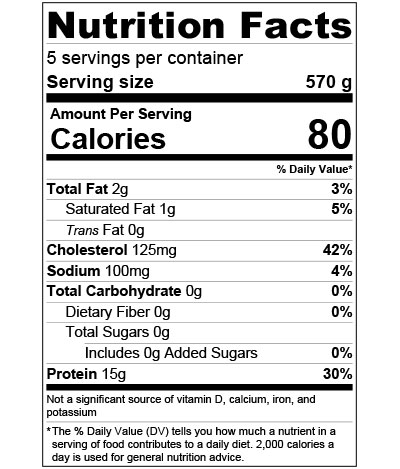 Nutrition Facts
5 servings per container
Serving size 570 g
Amount Per Serving
Calories 80
% Daily Value*
Total Fat 2g 3%
Saturated Fat 1g 5%
Trans Fat 0g
Cholesterol 125mg 42%
Sodium 100mg 4%
Total Carbohydrate 0g 0%
Dietary Fiber 0g 0%
Total Sugars 0g
Includes 0g Added Sugars 0%
Protein 15g 30%
Not a significant source of vitamin D, calcium, iron, and
potassium
*The % Daily Value (DV) tells you how much a nutrient in a
serving of food contributes to a daily diet. 2,000 calories a
day is used for general nutrition advice.